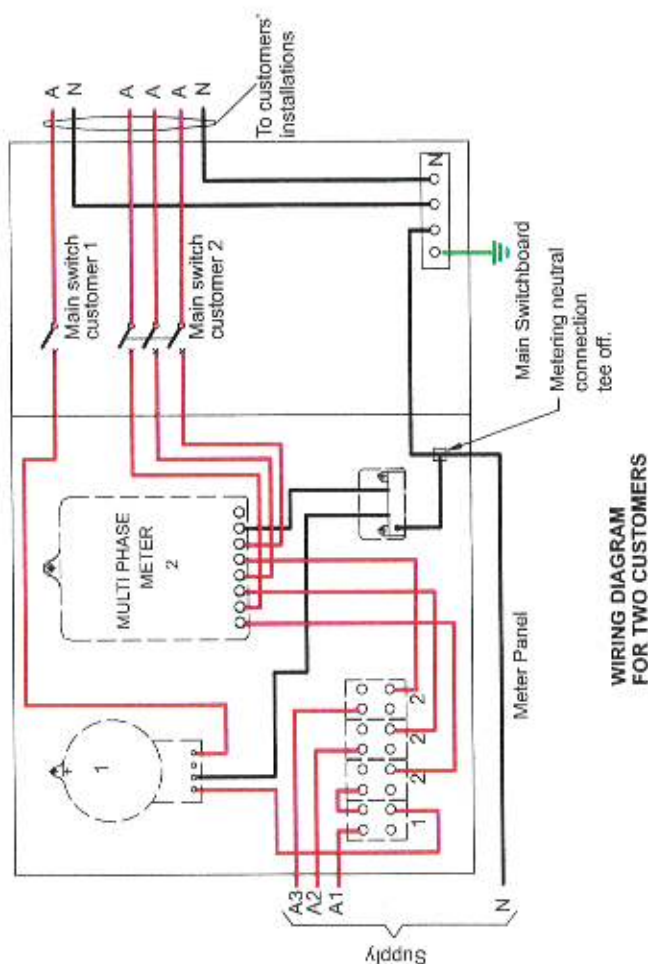 A
N
A
A
A
N
To customers'
installations
Main switch
customer 1
Main switch
customer 2
N
Main Switchboard
Metering neutral
connection
tee off.
MULTI PHASE
METER
2
1
1
2
2
2
A3
A2
A1
N
Supply
Meter Panel
WIRING DIAGRAM
FOR TWO CUSTOMERS